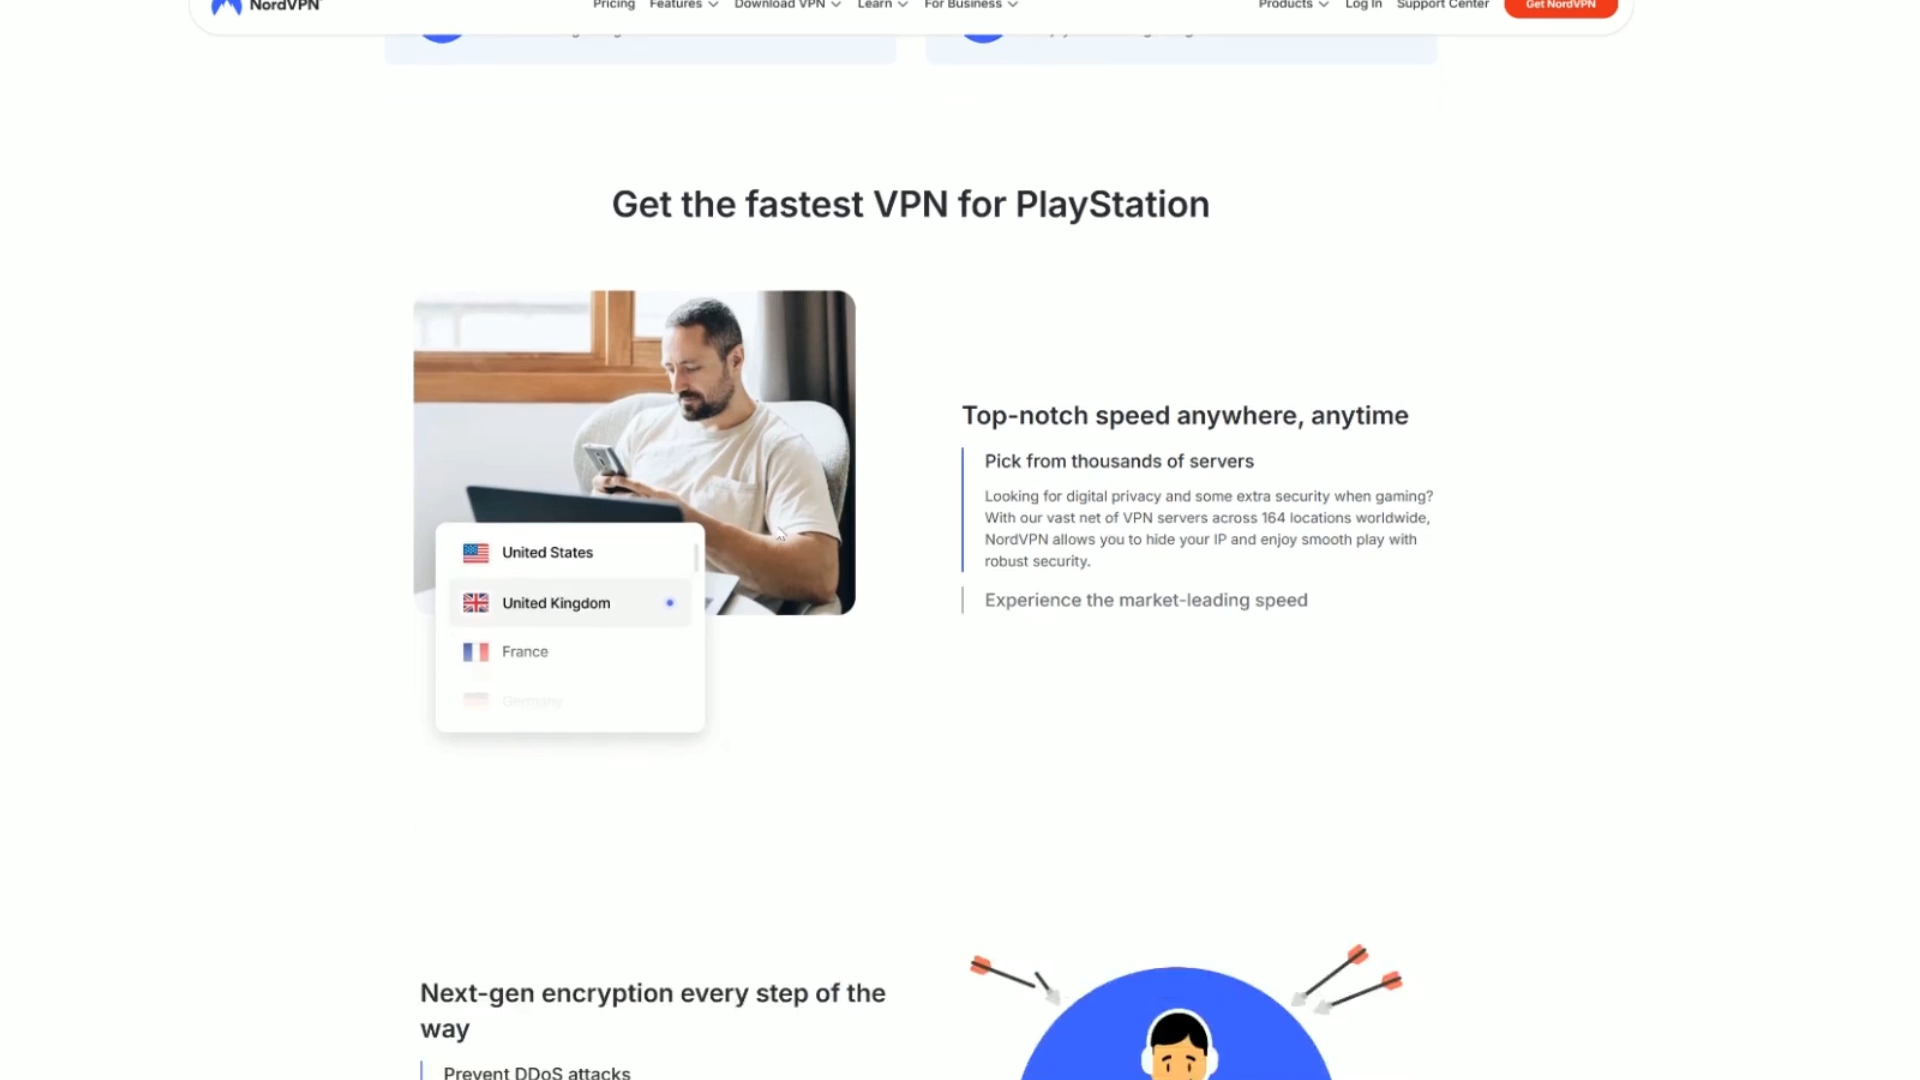 NordVPN
Pricing Features Download VPN Learn For Business Products Log In Support Center Get NordVPN
Get the fastest VPN for PlayStation
Top-notch speed anywhere, anytime
Pick from thousands of servers
Looking for digital privacy and some extra security when gaming?
With our vast net of VPN servers across 164 locations worldwide,
NordVPN allows you to hide your IP and enjoy smooth play with
robust security.
Experience the market-leading speed
United States
United Kingdom
France
Germany
Next-gen encryption every step of the
way
Prevent DDoS attacks